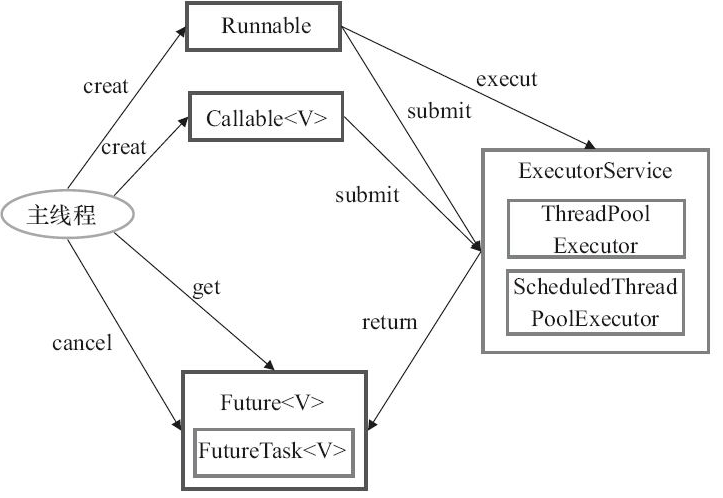 Runnable
execut
creat
submit
Callable<V>
creat
ExecutorService
submit
主线程
ThreadPool
Executor
ScheduledThread
PoolExecutor
get
return
cancel
Future<V>
FutureTask<V>